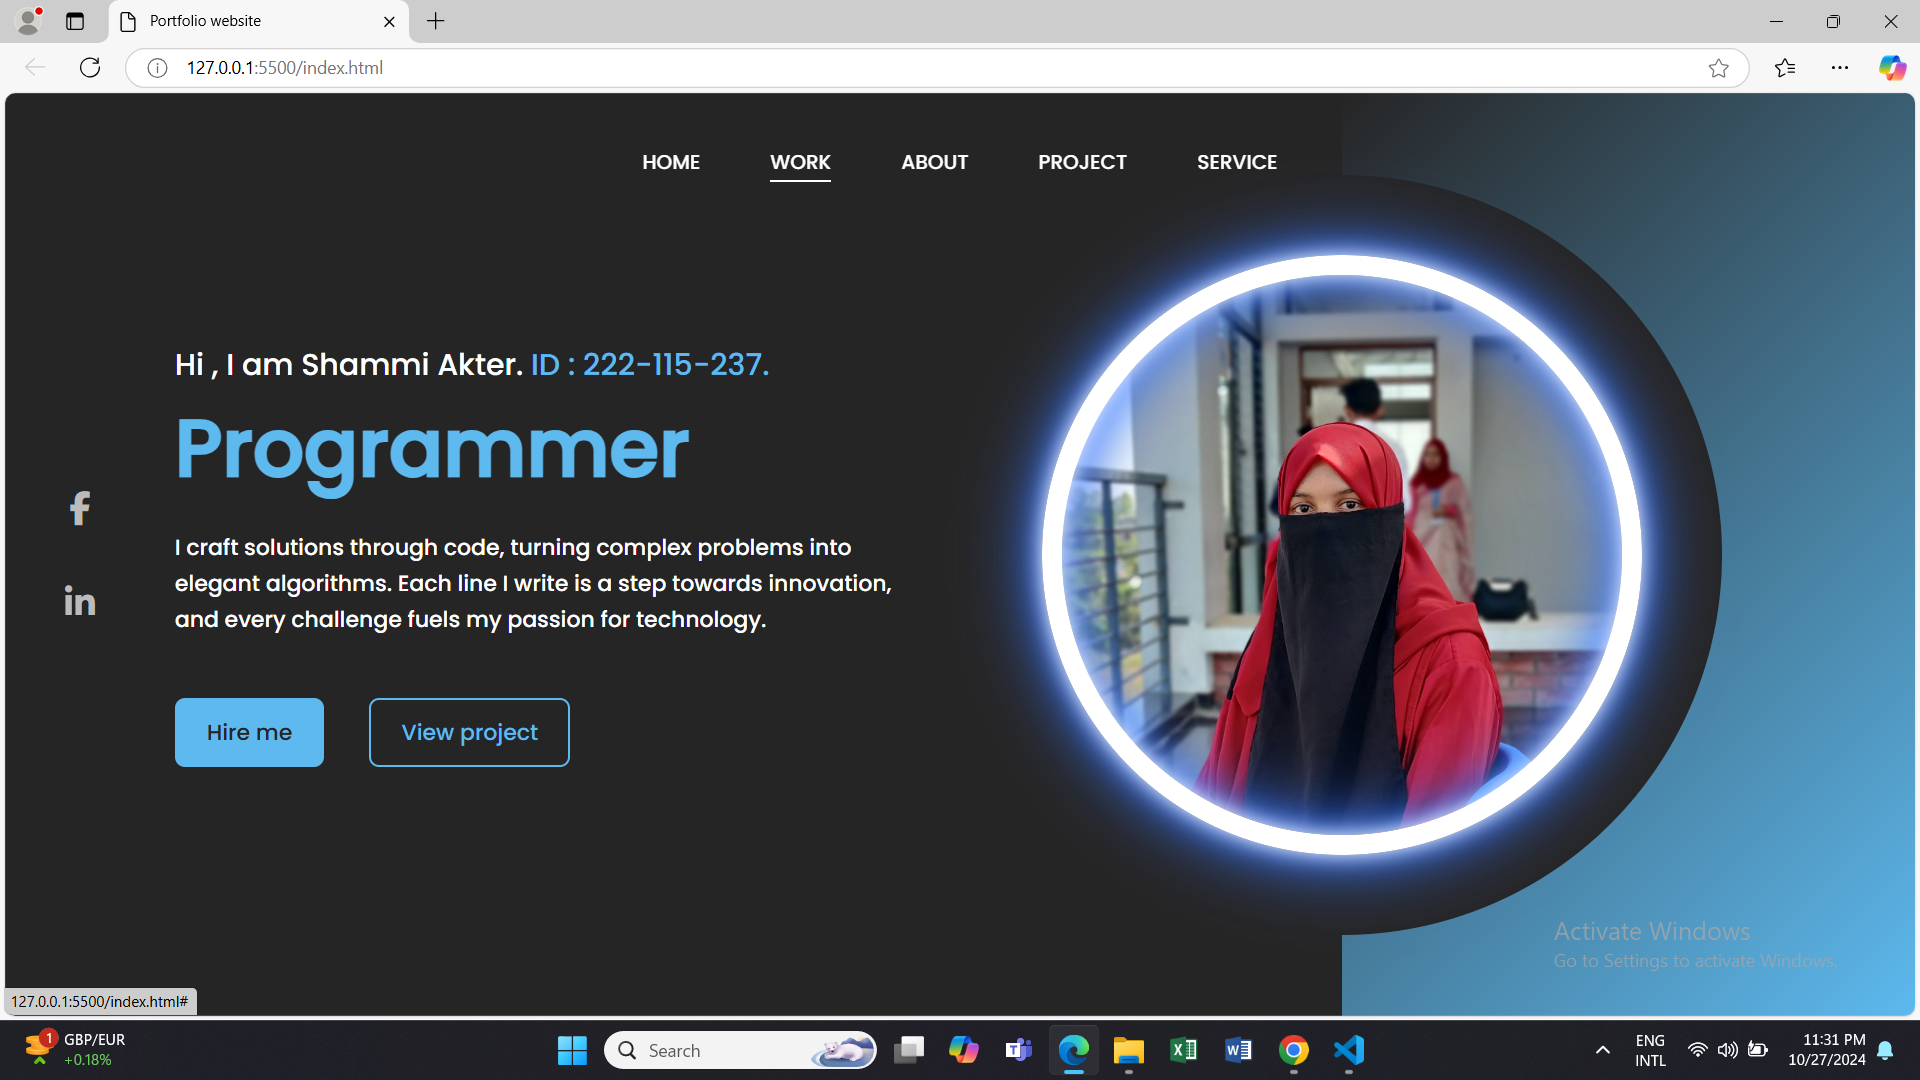 Portfolio website
127.0.0.1:5500/index.html
HOME WORK ABOUT PROJECT SERVICE
Hi , I am Shammi Akter. ID : 222-115-237.
Programmer
I craft solutions through code, turning complex problems into
elegant algorithms. Each line I write is a step towards innovation,
and every challenge fuels my passion for technology.
Hire me View project
Activate Windows
Go to Settings to activate Windows.
127.0.0.1:5500/index.html#
1
GBP/EUR
+0.18%
Search
ENG
INTL
11:31 PM
10/27/2024